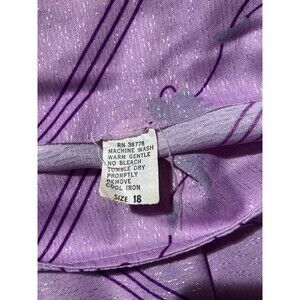 RN 38778
MACHINE WASH
WARM GENTLE
NO BLEACH
TUMBLE DRY
PROMPTLY
REMOVE
COOL IRON
SIZE 18